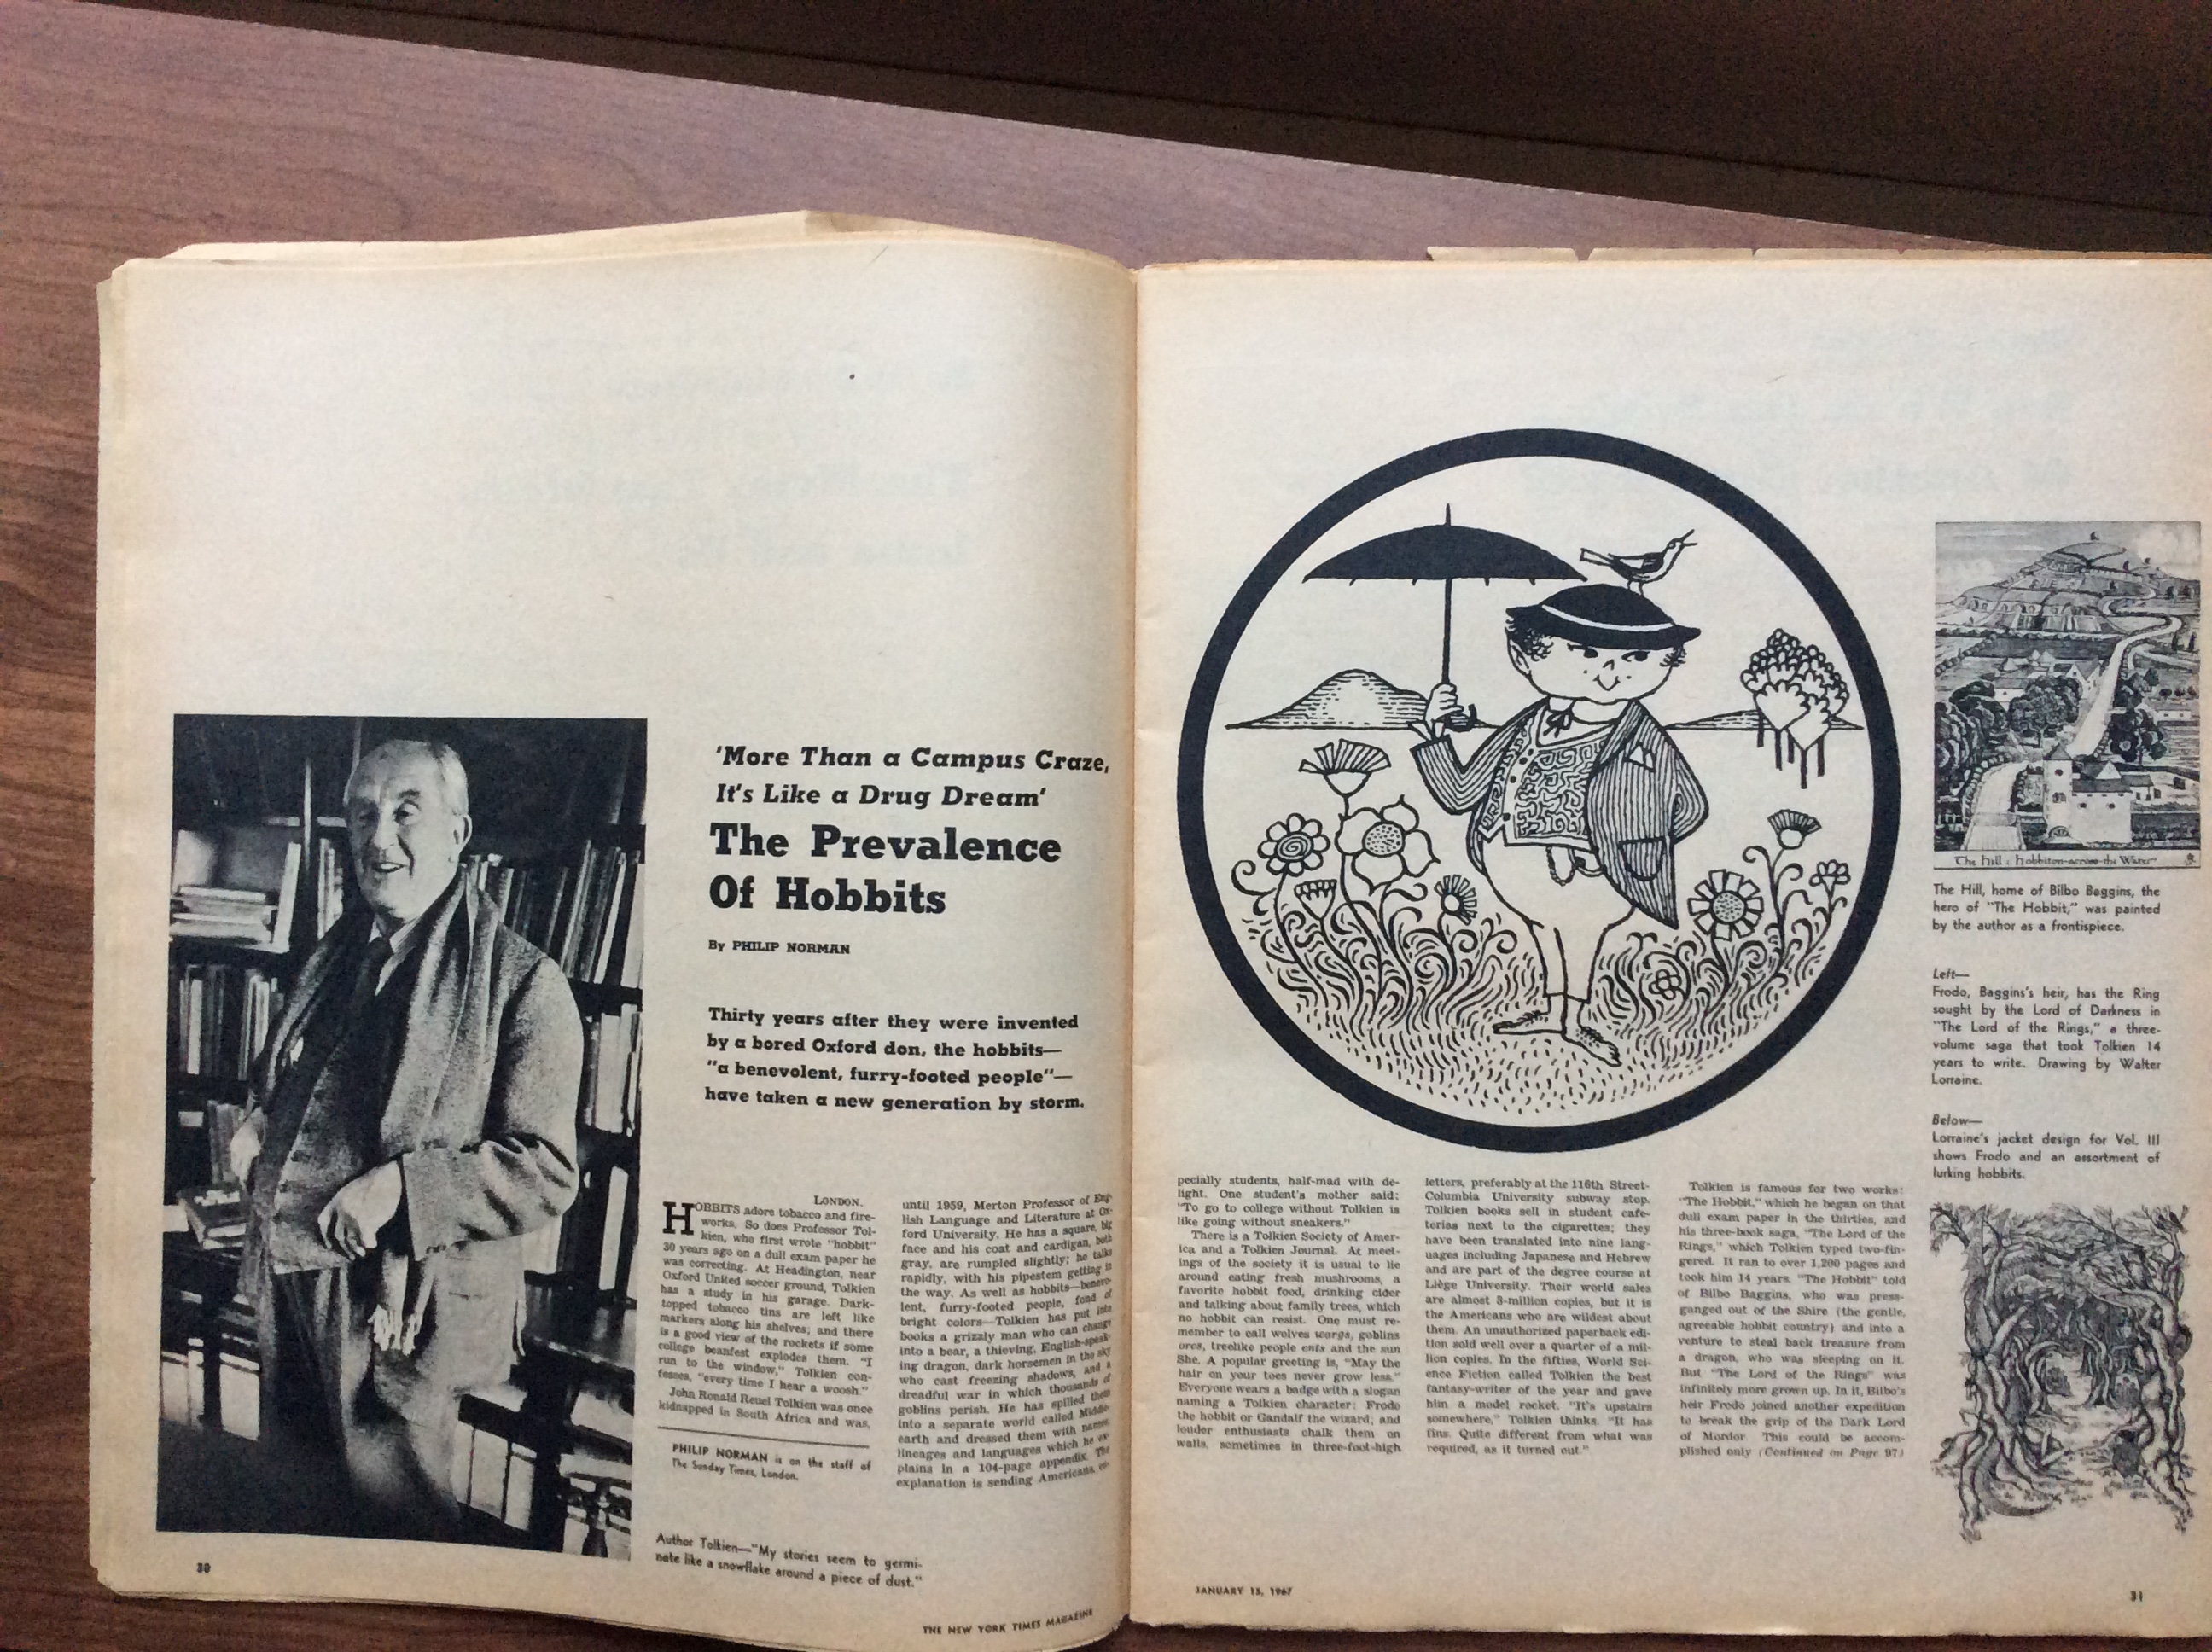 'More Than a Campus Craze,
It's Like a Drug Dream'
The Prevalence
Of Hobbits
By PHILIP NORMAN
Thirty years after they were invented
by a bored Oxford don, the hobbits—
"a benevolent, furry-footed people"—
have taken a new generation by storm.
LONDON.
HOBBITS adore tobacco and fire-
works. So does Professor Tol-
kien, who first wrote "hobbit"
30 years ago on a dull exam paper he
was correcting. At Headington, near
Oxford United soccer ground, Tolkien
has a study in his garage. Dark-
topped tobacco tins are left like
markers along his shelves; and there
is a good view of the rockets if some
college beanfest explodes them. "I
run to the window," Tolkien con-
fesses, "every time I hear a woosh."
John Ronald Reuel Tolkien was once
kidnapped in South Africa and was,
PHILIP NORMAN is on the staff of
The Sunday Times, London.
until 1959, Merton Professor of Eng-
lish Language and Literature at Ox-
ford University. He has a square, big
face and his coat and cardigan, both
gray, are rumpled slightly; he talks
rapidly, with his pipestem getting in
the way. As well as hobbits—benevo-
lent, furry-footed people, fond of
bright colors—Tolkien has put into
books a grizzly man who can change
into a bear, a thieving, English-speak-
ing dragon, dark horsemen in the sky
who cast freezing shadows, and a
dreadful war in which thousands of
goblins perish. He has spilled them
into a separate world called Middle-
earth and dressed them with names,
lineages and languages which he ex-
plains in a 104-page appendix. The
explanation is sending Americans, es-
Author Tolkien—"My stories seem to germi-
nate like a snowflake around a piece of dust."
30
THE NEW YORK TIMES MAGAZINE
pecially students, half-mad with de-
light. One student's mother said:
"To go to college without Tolkien is
like going without sneakers."
There is a Tolkien Society of Amer-
ica and a Tolkien Journal. At meet-
ings of the society it is usual to lie
around eating fresh mushrooms, a
favorite hobbit food, drinking cider
and talking about family trees, which
no hobbit can resist. One must re-
member to call wolves wargs, goblins
orcs, treelike people ents and the sun
She. A popular greeting is, "May the
hair on your toes never grow less."
Everyone wears a badge with a slogan
naming a Tolkien character: Frodo
the hobbit or Gandalf the wizard; and
louder enthusiasts chalk them on
walls, sometimes in three-foot-high
letters, preferably at the 116th Street-
Columbia University subway stop.
Tolkien books sell in student cafe-
terias next to the cigarettes; they
have been translated into nine lang-
uages including Japanese and Hebrew
and are part of the degree course at
Liège University. Their world sales
are almost 3-million copies, but it is
the Americans who are wildest about
them. An unauthorized paperback edi-
tion sold well over a quarter of a mil-
lion copies. In the fifties, World Sci-
ence Fiction called Tolkien the best
fantasy-writer of the year and gave
him a model rocket. "It's upstairs
somewhere," Tolkien thinks. "It has
fins. Quite different from what was
required, as it turned out."
Tolkien is famous for two works:
"The Hobbit," which he began on that
dull exam paper in the thirties, and
his three-book saga, "The Lord of the
Rings," which Tolkien typed two-fin-
gered. It ran to over 1,200 pages and
took him 14 years. "The Hobbit" told
of Bilbo Baggins, who was press-
ganged out of the Shire (the gentle,
agreeable hobbit country) and into a
venture to steal back treasure from
a dragon, who was sleeping on it.
But "The Lord of the Rings" was
infinitely more grown up. In it, Bilbo's
heir Frodo joined another expedition
to break the grip of the Dark Lord
of Mordor. This could be accom-
plished only (Continued on Page 97)
The Hill : Hobbiton-across-the Water
The Hill, home of Bilbo Baggins, the
hero of "The Hobbit," was painted
by the author as a frontispiece.
Left—
Frodo, Baggins's heir, has the Ring
sought by the Lord of Darkness in
"The Lord of the Rings," a three-
volume saga that took Tolkien 14
years to write. Drawing by Walter
Lorraine.
Below—
Lorraine's jacket design for Vol. III
shows Frodo and an assortment of
lurking hobbits.
JANUARY 15, 1967
31